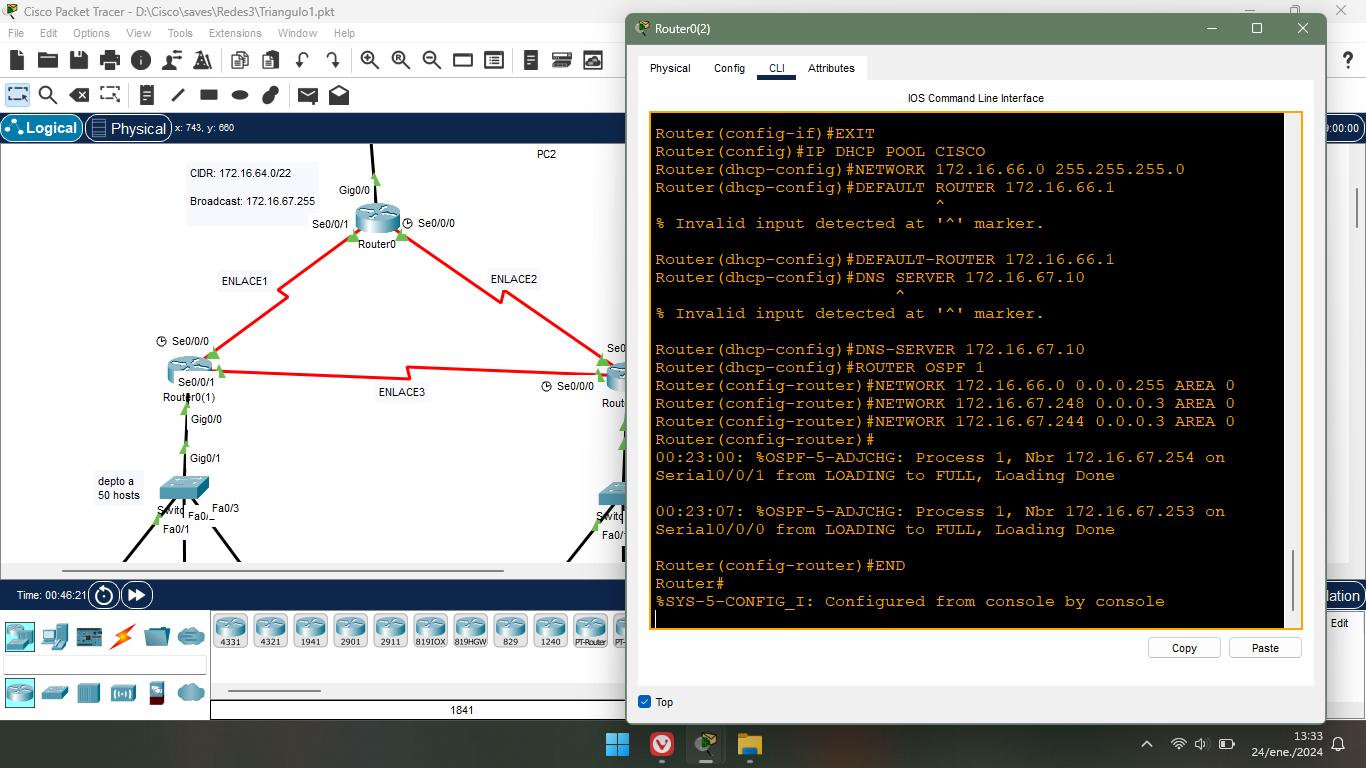 Cisco Packet Tracer - D:\Cisco\saves\Redes3\Triangulo1.pkt
File Edit Options View Tools Extensions Window Help
Logical Physical x: 743, y: 660
CIDR: 172.16.64.0/22
Broadcast: 172.16.67.255
PC2
Gig0/0
Se0/0/1
Se0/0/0
Router0
ENLACE1
ENLACE2
Se0/0/0
Se0/0/1
Router0(1)
ENLACE3
Se0/0/0
Gig0/0
Gig0/1
depto a
50 hosts
Fa0/3
Fa0/1
Time: 00:46:21
4331 4321 1941 2901 2911 819IOX 819HGW 829 1240 PT-Router
1841
Router0(2)
Physical Config CLI Attributes
IOS Command Line Interface
Router(config-if)#EXIT
Router(config)#IP DHCP POOL CISCO
Router(dhcp-config)#NETWORK 172.16.66.0 255.255.255.0
Router(dhcp-config)#DEFAULT ROUTER 172.16.66.1
^
% Invalid input detected at '^' marker.
Router(dhcp-config)#DEFAULT-ROUTER 172.16.66.1
Router(dhcp-config)#DNS SERVER 172.16.67.10
^
% Invalid input detected at '^' marker.
Router(dhcp-config)#DNS-SERVER 172.16.67.10
Router(dhcp-config)#ROUTER OSPF 1
Router(config-router)#NETWORK 172.16.66.0 0.0.0.255 AREA 0
Router(config-router)#NETWORK 172.16.67.248 0.0.0.3 AREA 0
Router(config-router)#NETWORK 172.16.67.244 0.0.0.3 AREA 0
Router(config-router)#
00:23:00: %OSPF-5-ADJCHG: Process 1, Nbr 172.16.67.254 on
Serial0/0/1 from LOADING to FULL, Loading Done
00:23:07: %OSPF-5-ADJCHG: Process 1, Nbr 172.16.67.253 on
Serial0/0/0 from LOADING to FULL, Loading Done
Router(config-router)#END
Router#
%SYS-5-CONFIG_I: Configured from console by console
Copy Paste
Top
Edit
13:33
24/ene./2024